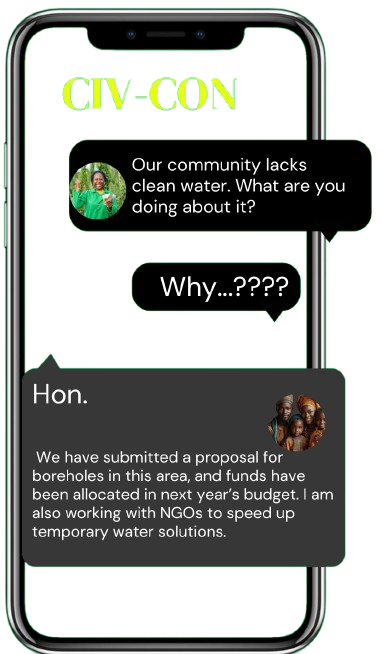 CIV-CON
Our community lacks
clean water. What are you
doing about it?
Why...????
Hon.
We have submitted a proposal for
boreholes in this area, and funds have
been allocated in next year's budget. I am
also working with NGOs to speed up
temporary water solutions.